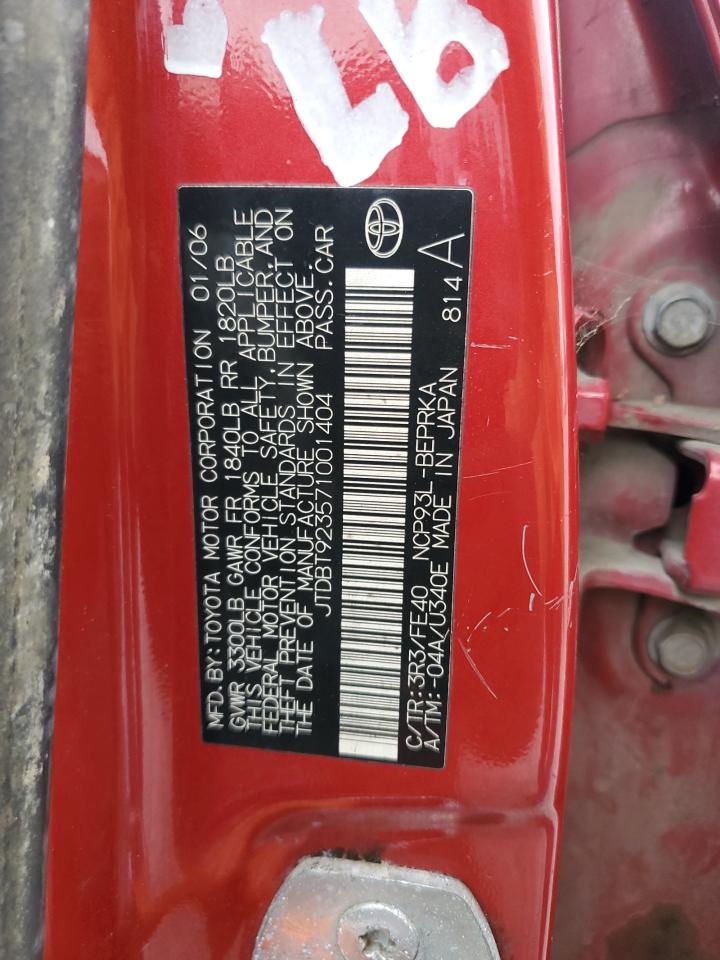 MFD. BY: TOYOTA MOTOR CORPORATION 01/06
GVWR 3300LB GAWR FR 1840LB RR 1820LB
THIS VEHICLE CONFORMS TO ALL APPLICABLE
FEDERAL MOTOR VEHICLE SAFETY, BUMPER, AND
THEFT PREVENTION STANDARDS IN EFFECT ON
THE DATE OF MANUFACTURE SHOWN ABOVE.
JTDBT923571001404 PASS. CAR
C/TR: 3R3/FE40 NCP93L-BEPRKA
A/TM: -04A/U340E MADE IN JAPAN 814 A